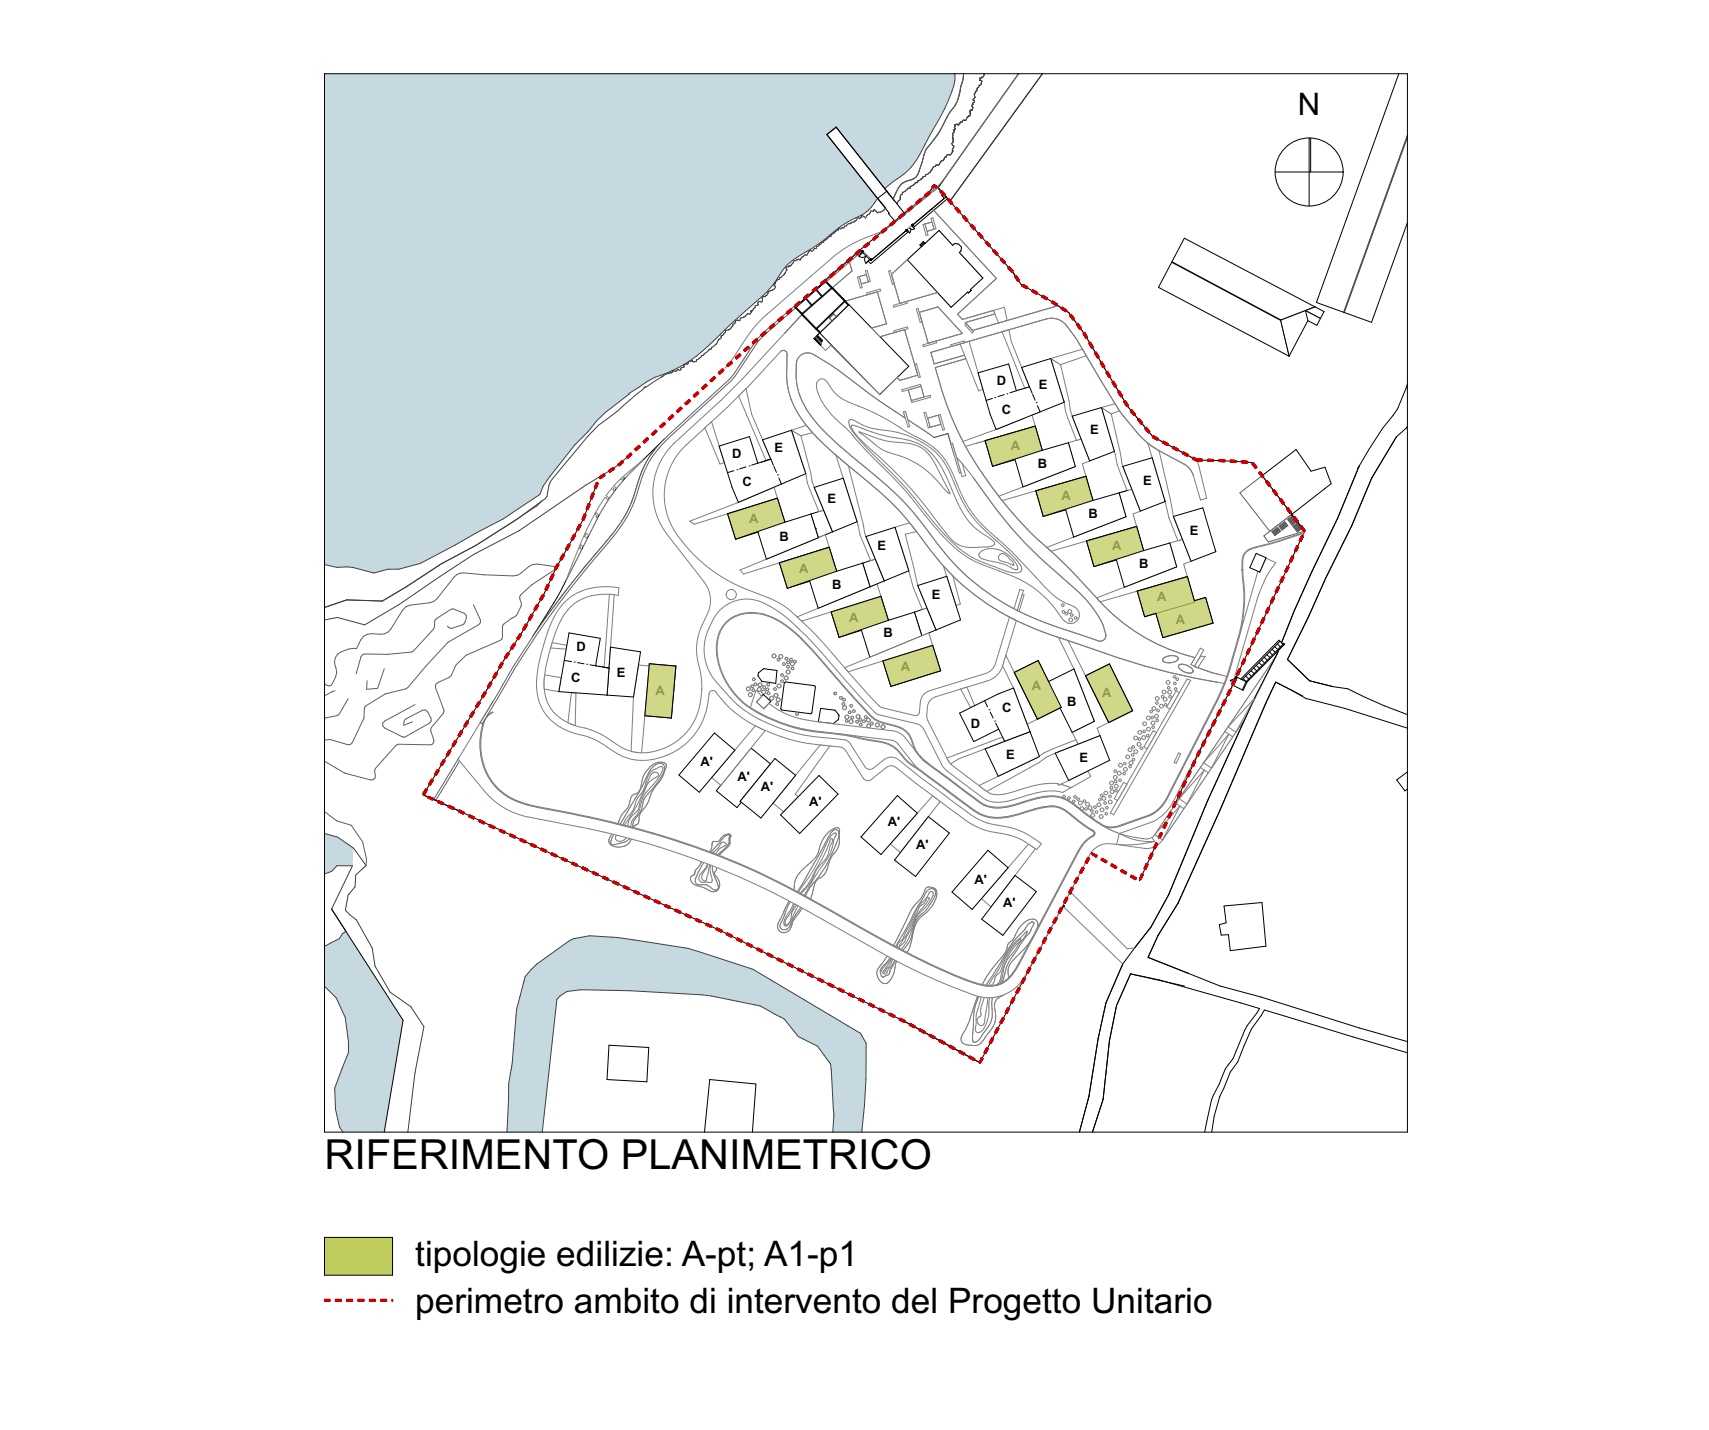 N
D
E
C
A
B
E
A
B
E
A
B
E
A
A
D
E
C
A
B
E
A
B
E
A
B
E
A
D
C
E
A
D
C
A
B
A
E
E
A'
A'
A'
A'
A'
A'
A'
A'
RIFERIMENTO PLANIMETRICO
tipologie edilizie: A-pt; A1-p1
perimetro ambito di intervento del Progetto Unitario